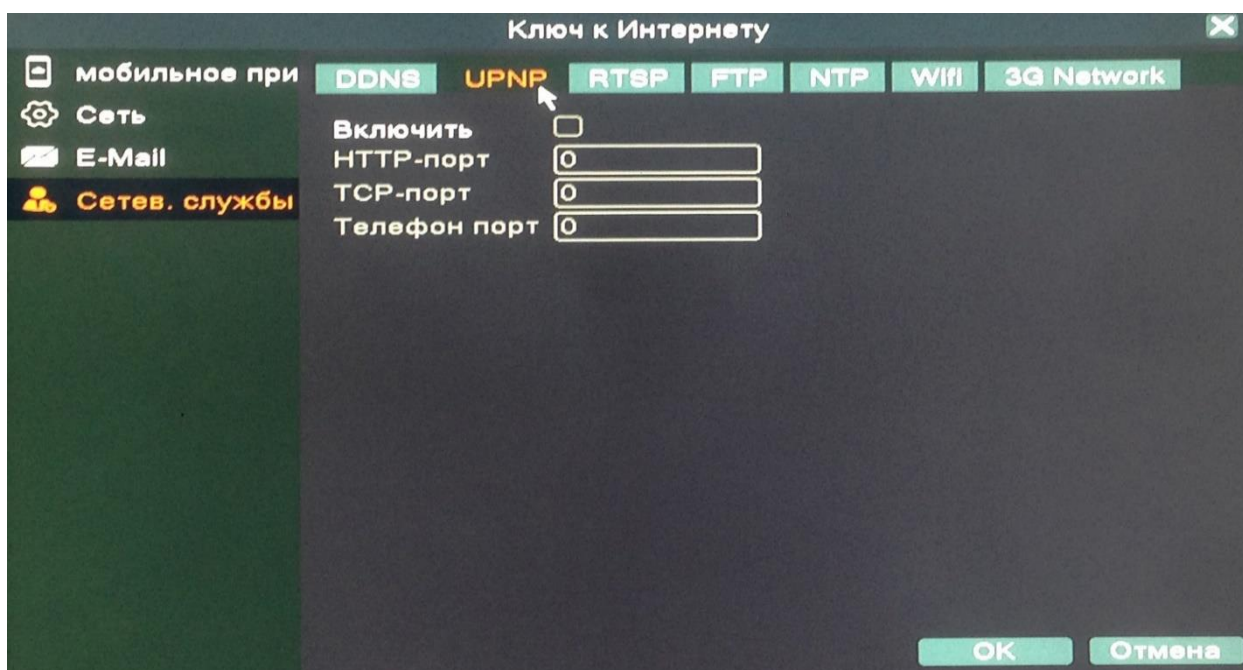 Ключ к Интернету
мобильное при
Сеть
E-Mail
Сетев. службы
DDNS UPNP RTSP FTP NTP Wifi 3G Network
Включить
HTTP-порт 0
TCP-порт 0
Телефон порт 0
OK Отмена